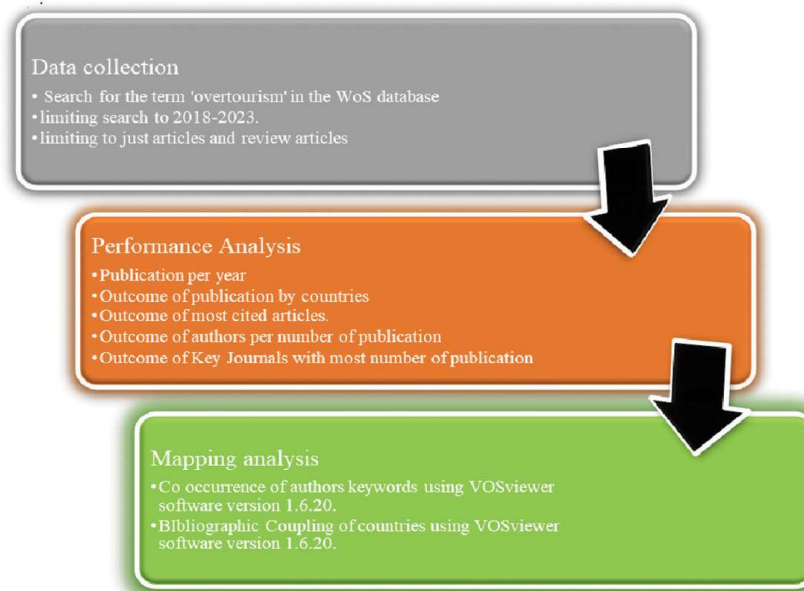 Data collection
• Search for the term 'overtourism' in the WoS database
•limiting search to 2018-2023.
•limiting to just articles and review articles
Performance Analysis
•Publication per year
•Outcome of publication by countries
•Outcome of most cited articles.
•Outcome of authors per number of publication
•Outcome of Key Journals with most number of publication
Mapping analysis
•Co occurrence of authors keywords using VOSviewer
software version 1.6.20.
•BIbliographic Coupling of countries using VOSviewer
software version 1.6.20.